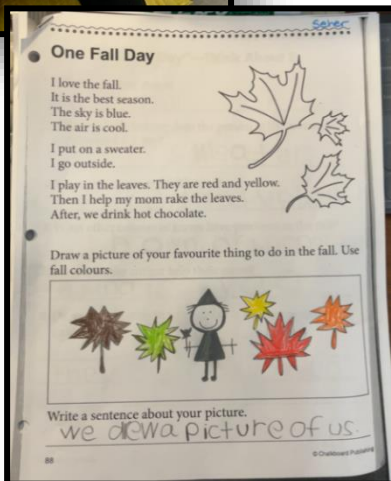 Seher
One Fall Day
I love the fall.
It is the best season.
The sky is blue.
The air is cool.
I put on a sweater.
I go outside.
I play in the leaves. They are red and yellow.
Then I help my mom rake the leaves.
After, we drink hot chocolate.
Draw a picture of your favourite thing to do in the fall. Use
fall colours.
Write a sentence about your picture.
we dewa picture of us.
88
© Chalkboard Publishing